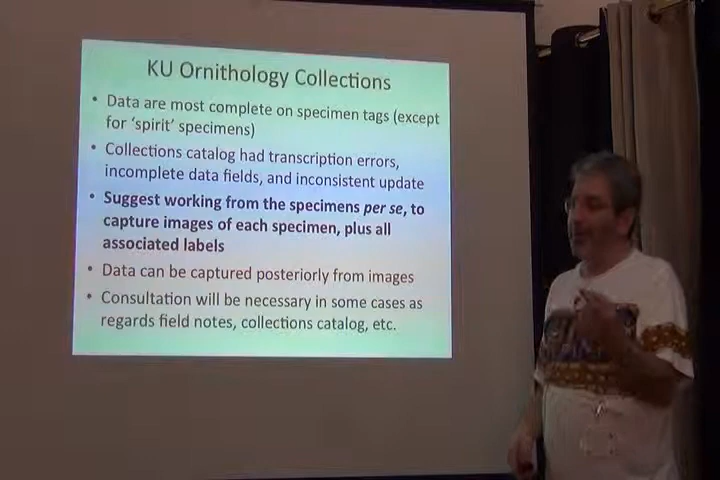 KU Ornithology Collections
• Data are most complete on specimen tags (except
for 'spirit' specimens)
• Collections catalog had transcription errors,
incomplete data fields, and inconsistent update
• Suggest working from the specimens per se, to
capture images of each specimen, plus all
associated labels
• Data can be captured posteriorly from images
• Consultation will be necessary in some cases as
regards field notes, collections catalog, etc.